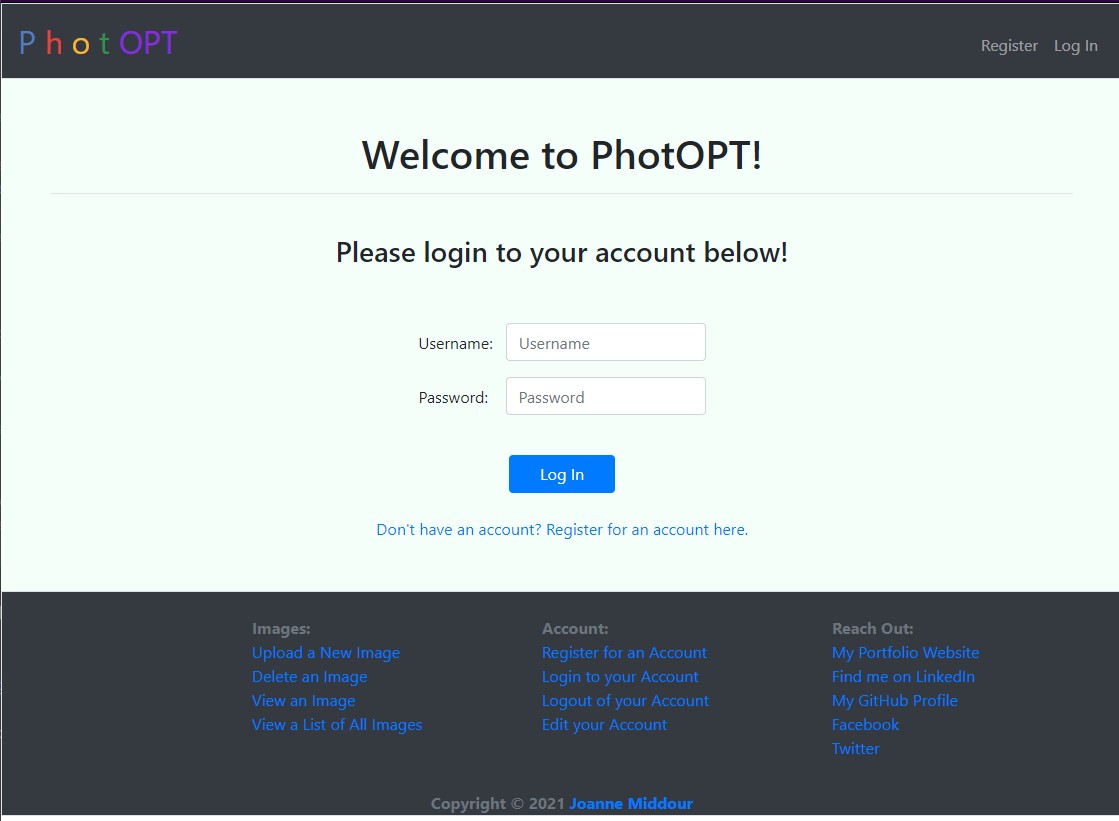 P h o t OPT
Register Log In
Welcome to PhotOPT!
Please login to your account below!
Username: Username
Password: Password
Log In
Don't have an account? Register for an account here.
Images:
Upload a New Image
Delete an Image
View an Image
View a List of All Images
Account:
Register for an Account
Login to your Account
Logout of your Account
Edit your Account
Reach Out:
My Portfolio Website
Find me on LinkedIn
My GitHub Profile
Facebook
Twitter
Copyright © 2021 Joanne Middour